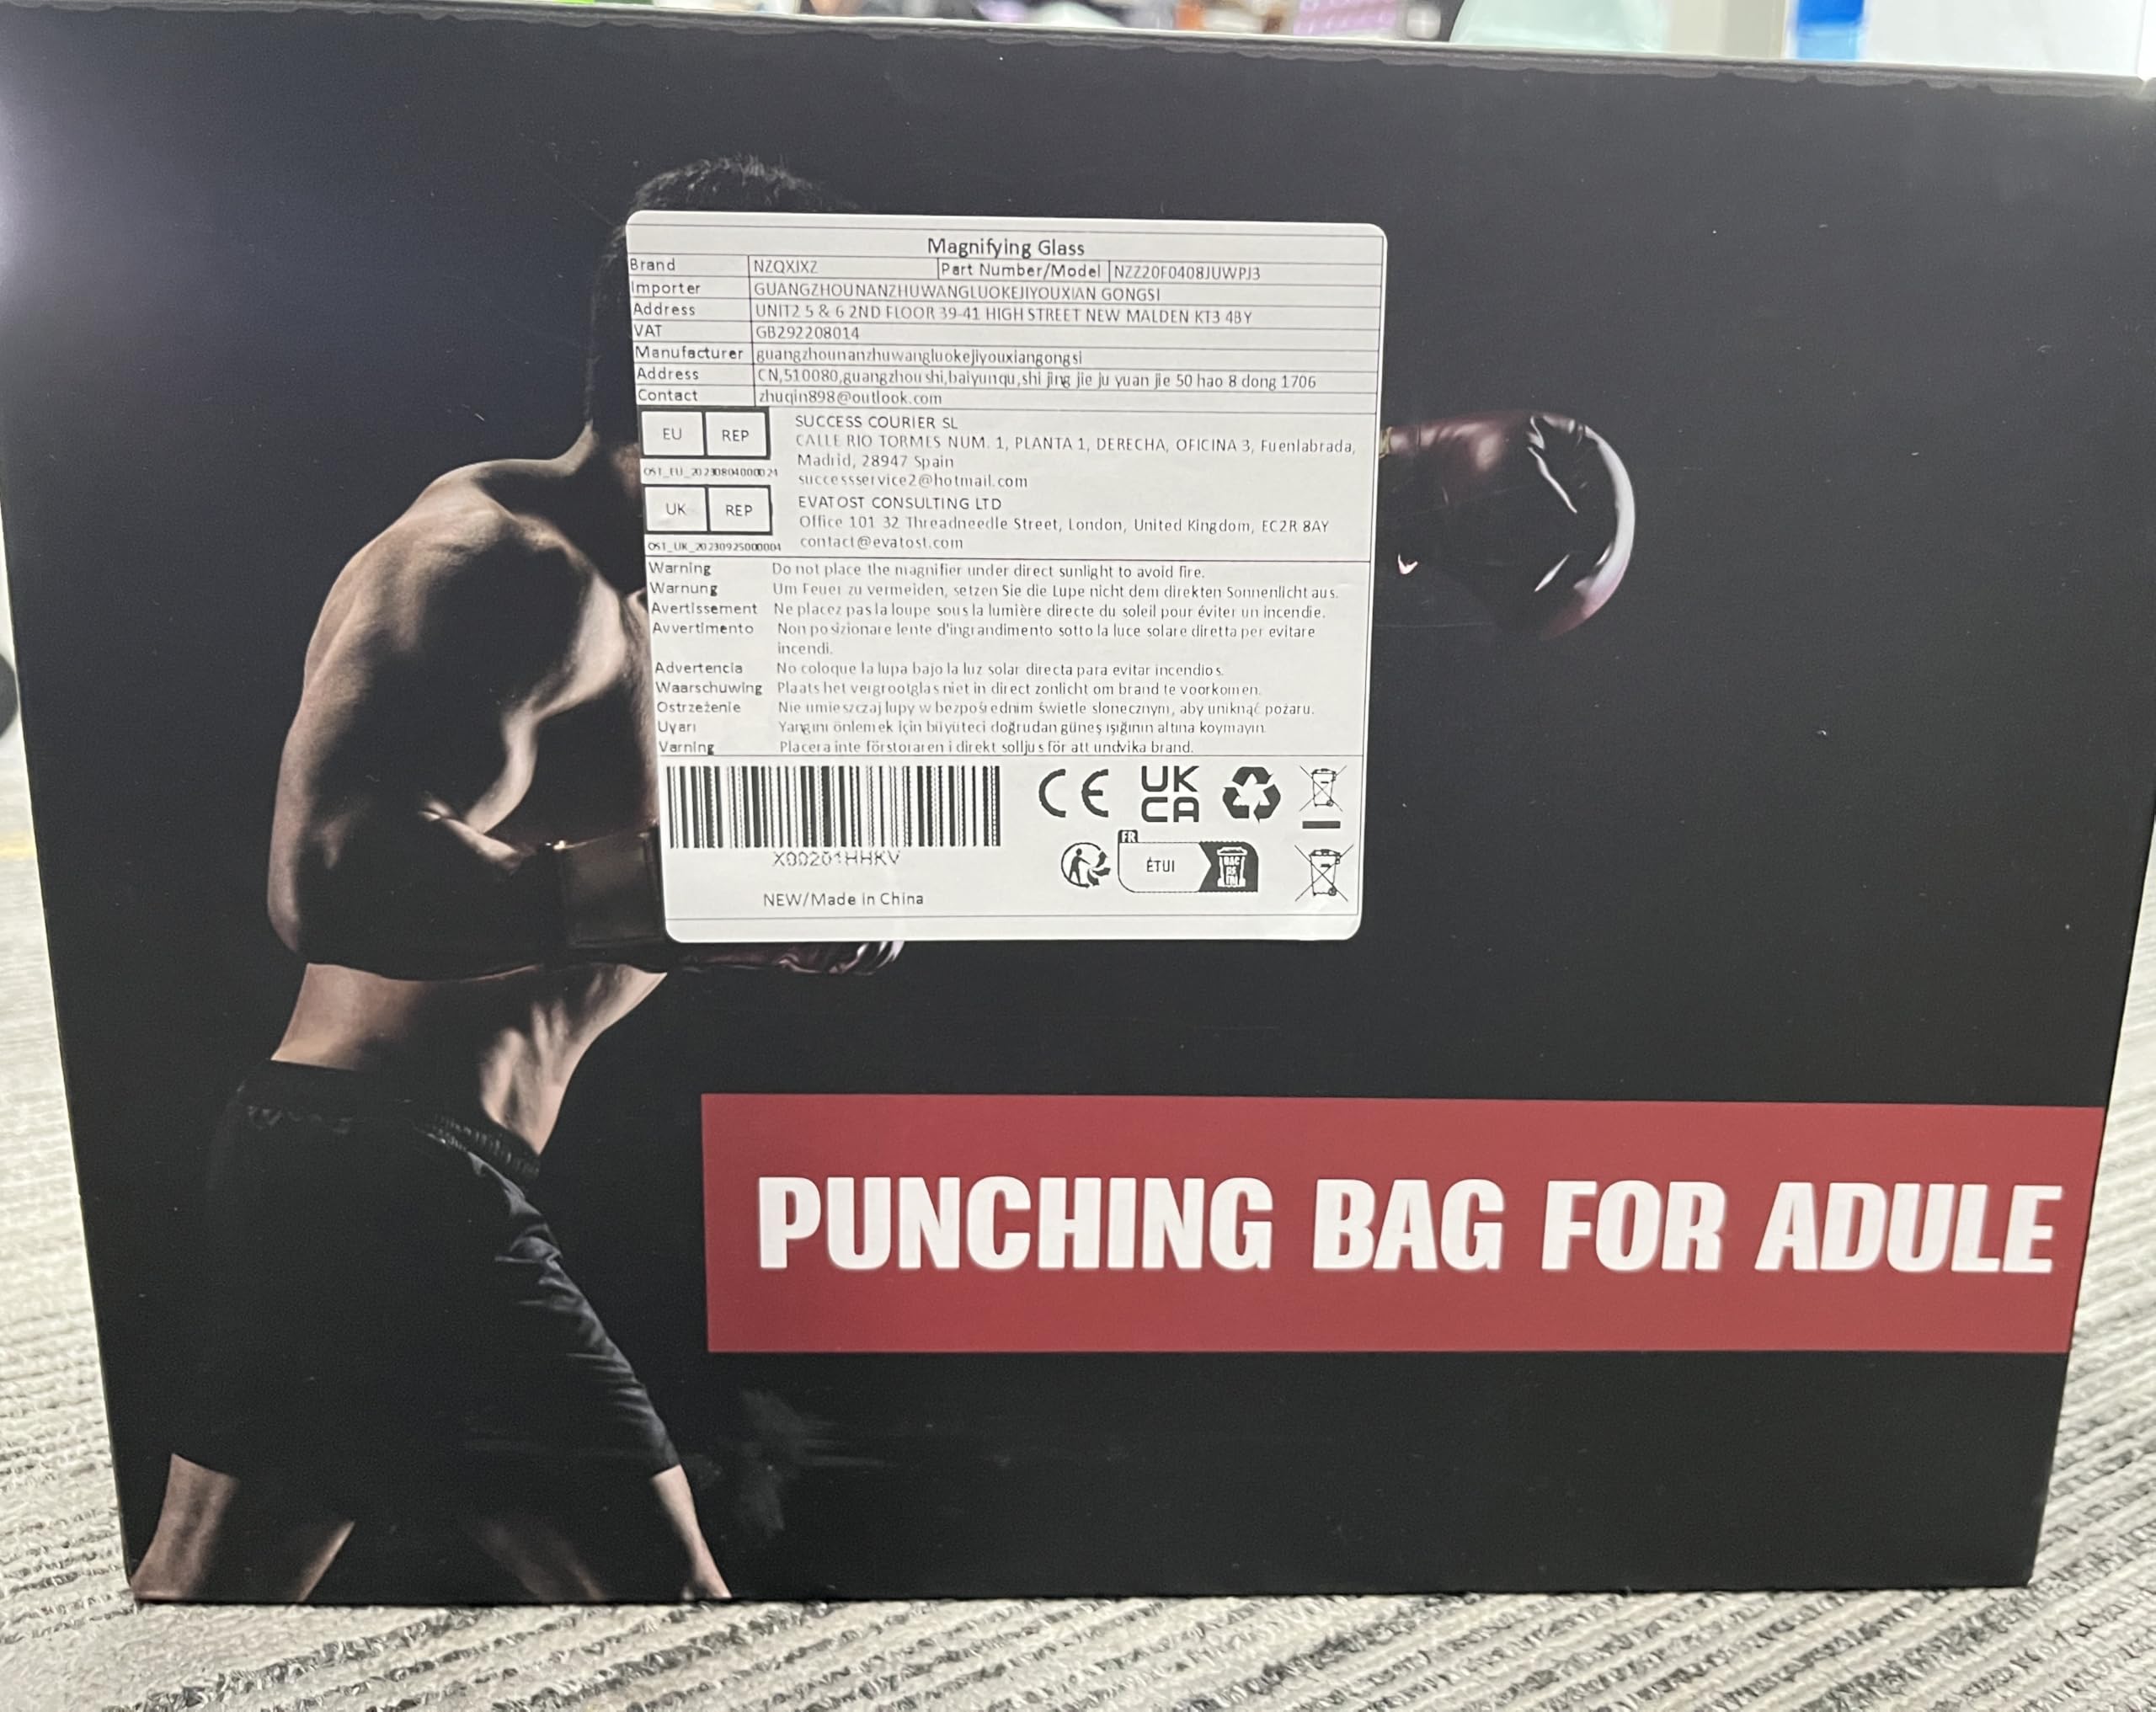 Magnifying Glass
Brand NZQXIXZ Part Number/Model NZZ20F0408JUWPJ3
Importer GUANGZHOUNANZHUWANGLUOKEJIYOUXIAN GONGSI
Address UNIT2 5 & 6 2ND FLOOR 39-41 HIGH STREET NEW MALDEN KT3 4BY
VAT GB292208014
Manufacturer guangzhounanzhuwangluokejiyouxiangongsi
Address CN,510080,guangzhou shi,baiyunqu,shi jing jie ju yuan jie 50 hao 8 dong 1706
Contact zhuqin898@outlook.com
EU REP
OST_EU_20230804000024
SUCCESS COURIER SL
CALLE RIO TORMES NUM. 1, PLANTA 1, DERECHA, OFICINA 3, Fuenlabrada,
Madrid, 28947 Spain
successservice2@hotmail.com
UK REP
OST_UK_20230925000004
EVATOST CONSULTING LTD
Office 101 32 Threadneedle Street, London, United Kingdom, EC2R 8AY
contact@evatost.com
Warning Do not place the magnifier under direct sunlight to avoid fire.
Warnung Um Feuer zu vermeiden, setzen Sie die Lupe nicht dem direkten Sonnenlicht aus.
Avertissement Ne placez pas la loupe sous la lumière directe du soleil pour éviter un incendie.
Avvertimento Non posizionare lente d'ingrandimento sotto la luce solare diretta per evitare
incendi.
Advertencia No coloque la lupa bajo la luz solar directa para evitar incendios.
Waarschuwing Plaats het vergrootglas niet in direct zonlicht om brand te voorkomen.
Ostrzeżenie Nie umieszczaj lupy w bezpośrednim świetle słonecznym, aby uniknąć pożaru.
Uyarı Yangını önlemek için büyüteci doğrudan güneş ışığının altına koymayın.
Varning Placera inte förstoraren i direkt solljus för att undvika brand.
CE UK
CA
X00201HHKV
FR
ÉTUI
NEW/Made in China
PUNCHING BAG FOR ADULE